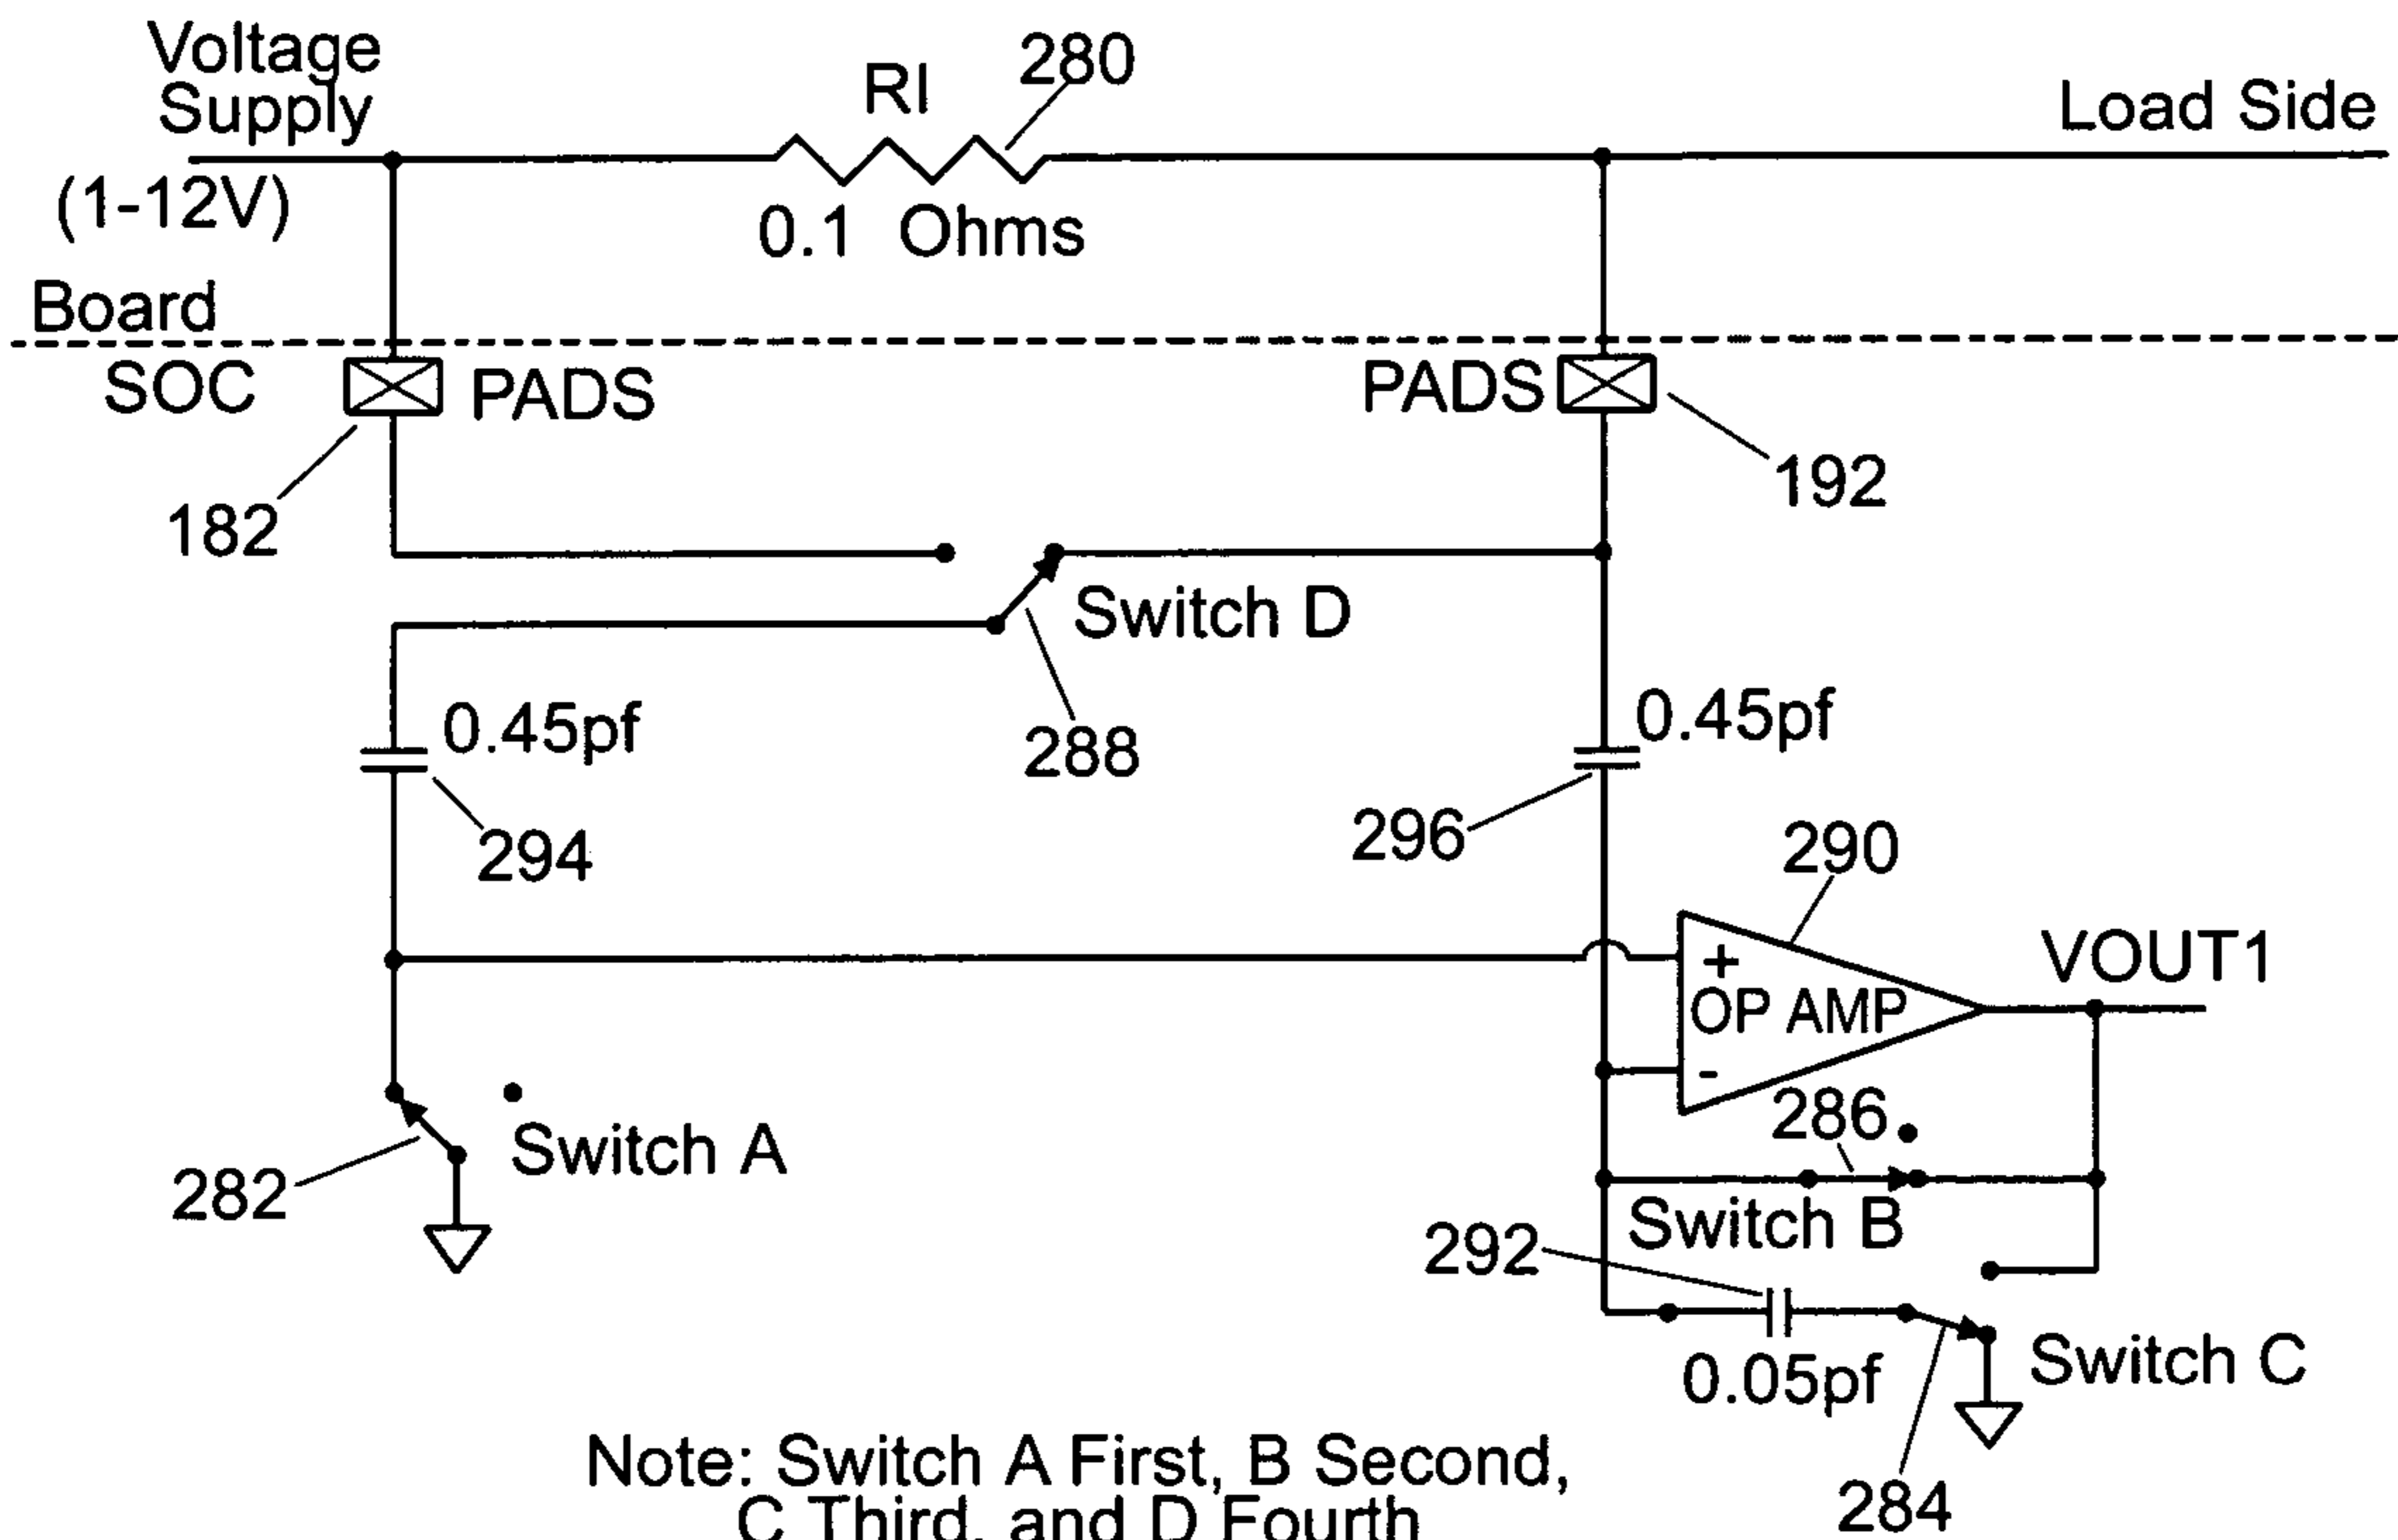 Voltage
Supply
(1-12V)
RI
280
0.1 Ohms
Load Side
Board
SOC
PADS
182
PADS
192
Switch D
288
0.45pf
294
0.45pf
296
290
+
OP AMP
-
VOUT1
286
Switch A
282
Switch B
292
0.05pf
Switch C
284
Note: Switch A First, B Second,
C Third, and D Fourth